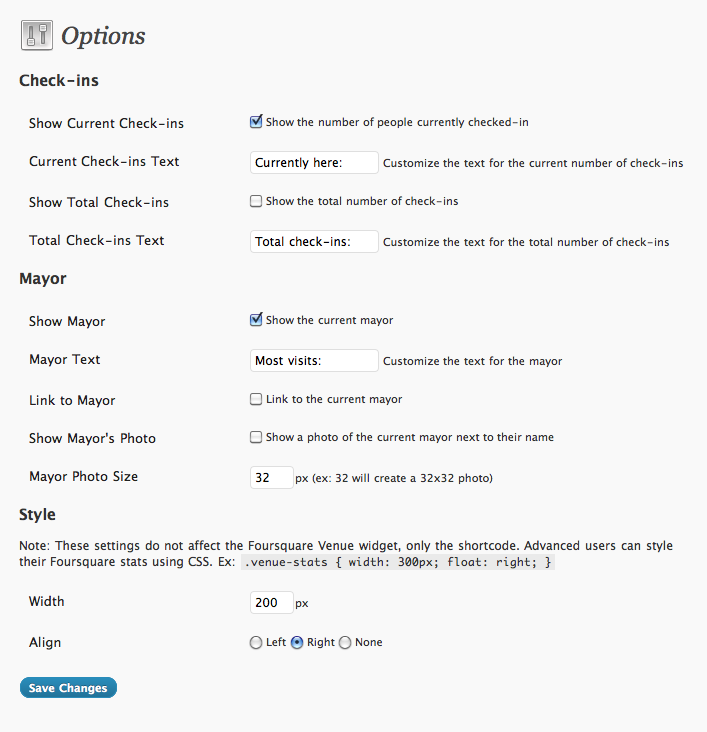 Options
Check-ins
Show Current Check-ins Show the number of people currently checked-in
Current Check-ins Text Currently here: Customize the text for the current number of check-ins
Show Total Check-ins Show the total number of check-ins
Total Check-ins Text Total check-ins: Customize the text for the total number of check-ins
Mayor
Show Mayor Show the current mayor
Mayor Text Most visits: Customize the text for the mayor
Link to Mayor Link to the current mayor
Show Mayor's Photo Show a photo of the current mayor next to their name
Mayor Photo Size 32 px (ex: 32 will create a 32x32 photo)
Style
Note: These settings do not affect the Foursquare Venue widget, only the shortcode. Advanced users can style
their Foursquare stats using CSS. Ex: .venue-stats { width: 300px; float: right; }
Width 200 px
Align Left Right None
Save Changes